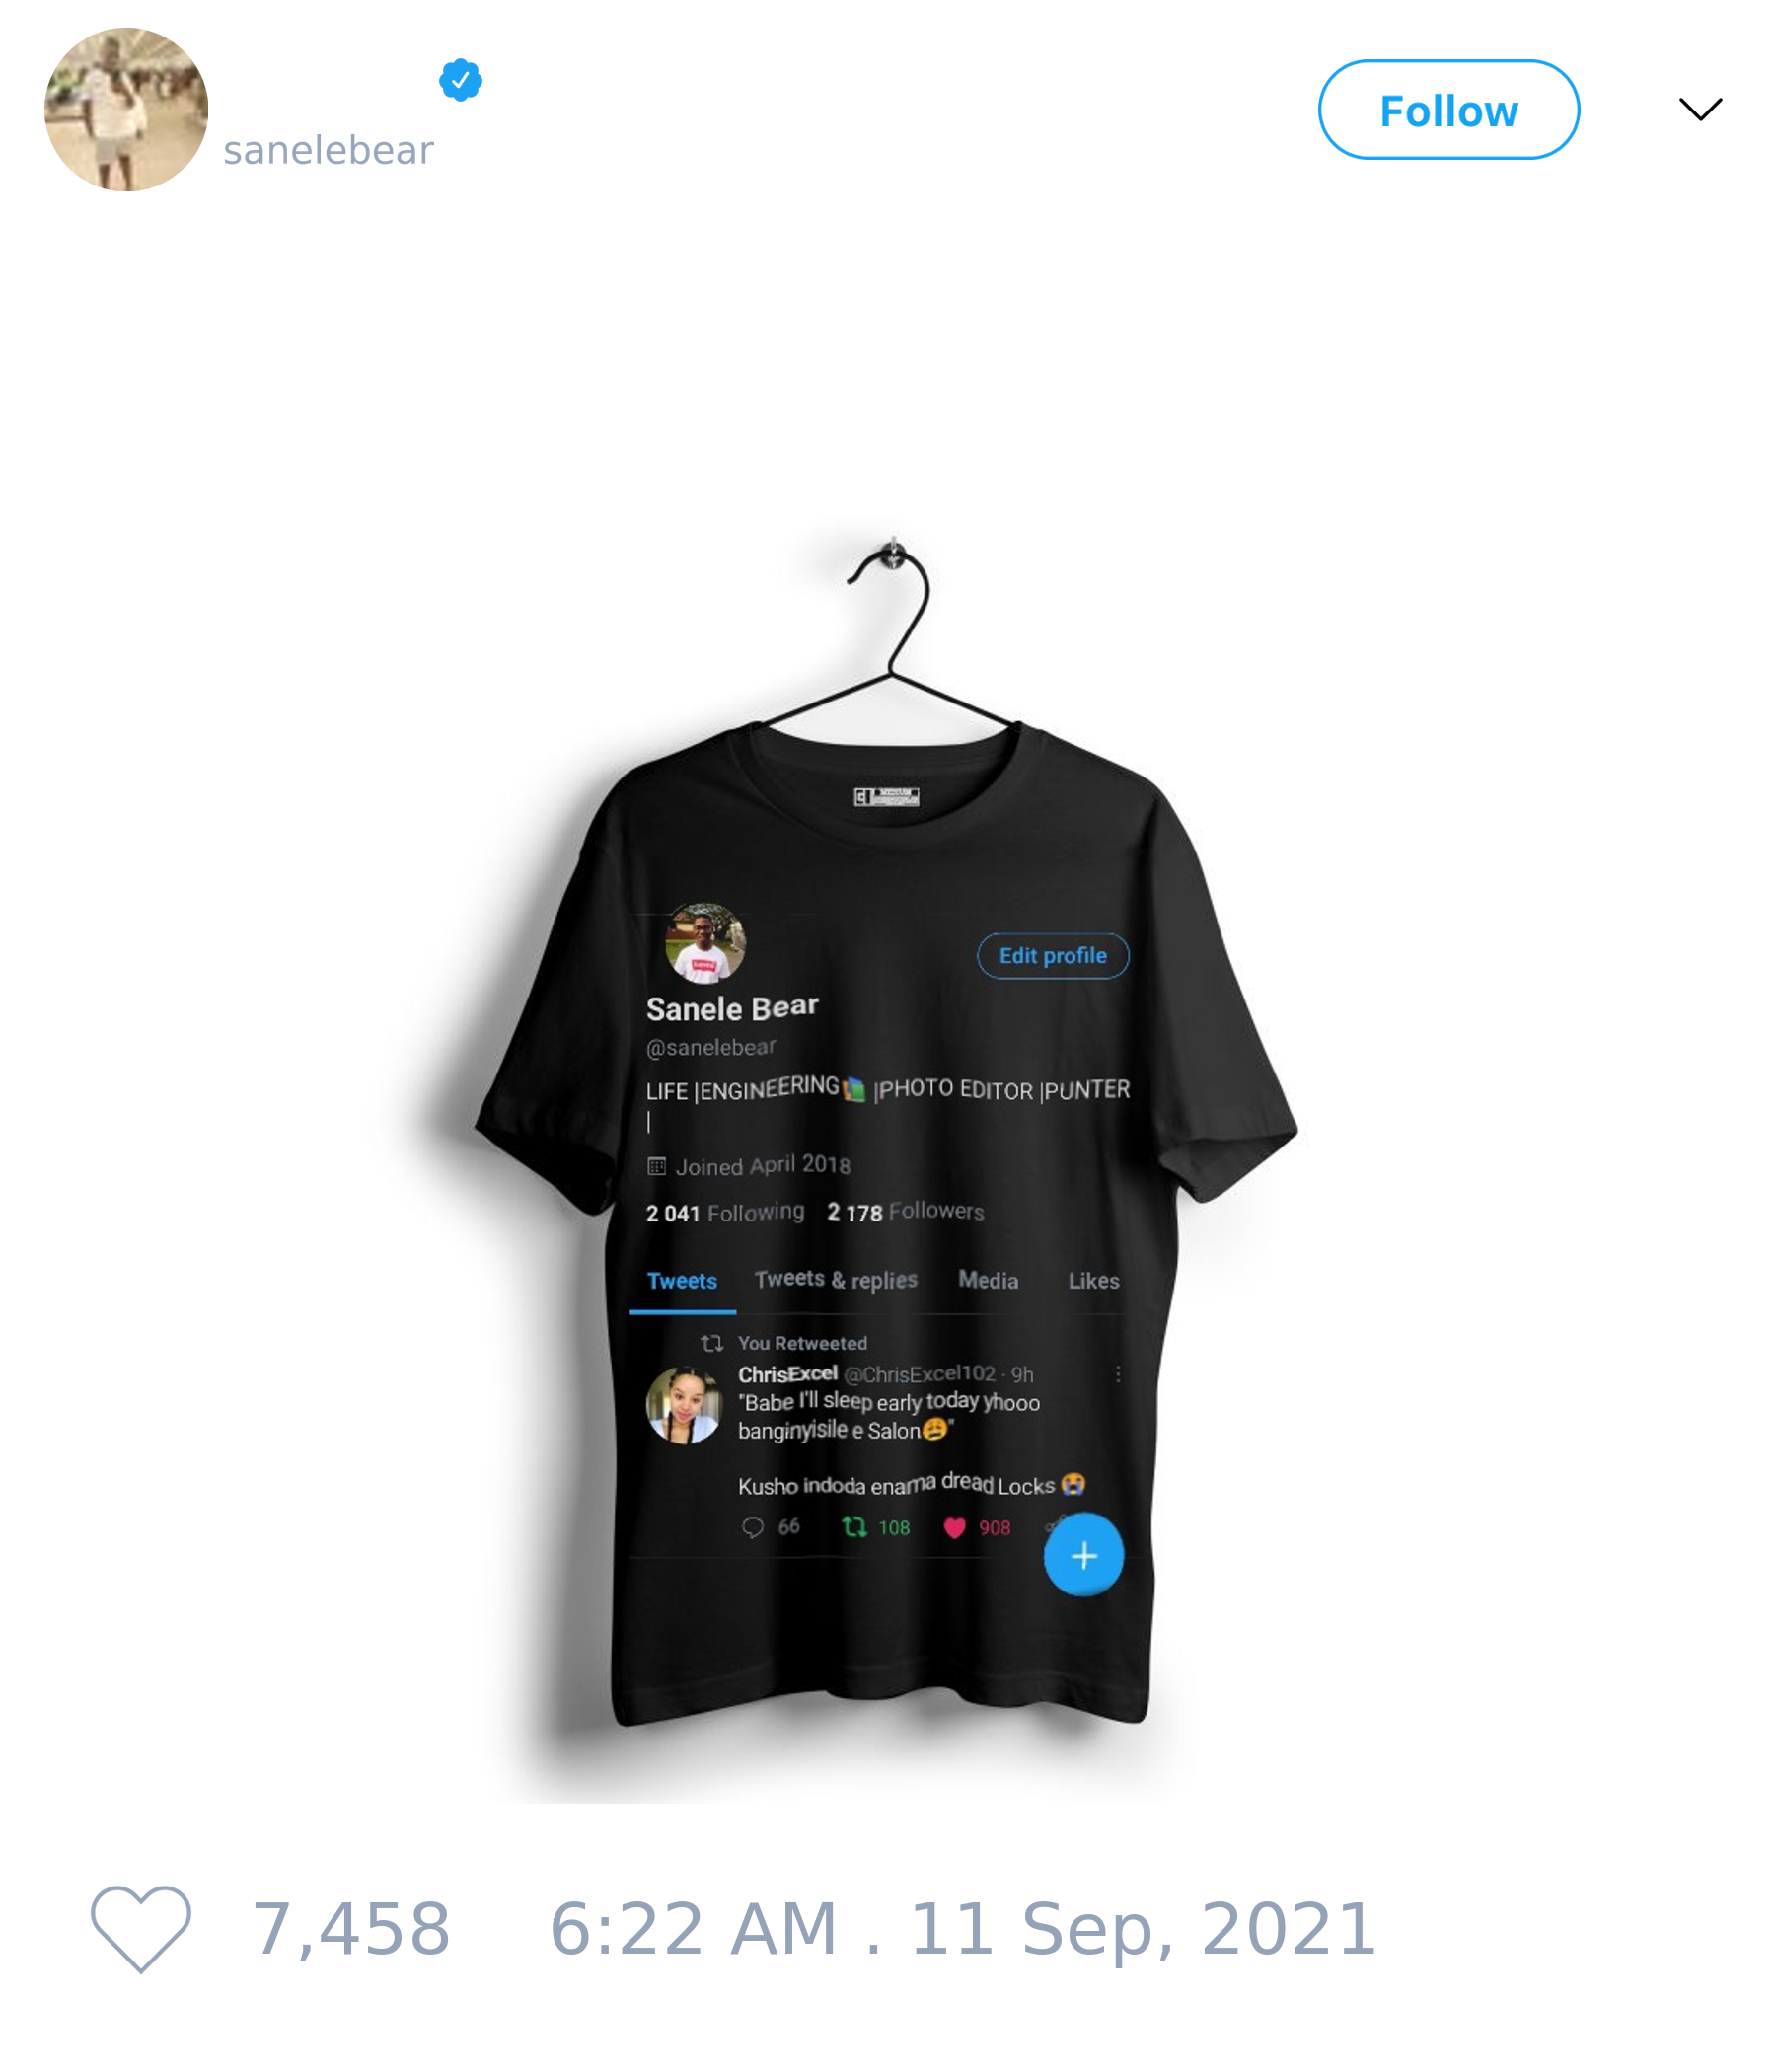 sanelebear
Follow
Edit profile
Sanele Bear
@sanelebear
LIFE |ENGINEERING📚 |PHOTO EDITOR |PUNTER
|
Joined April 2018
2 041 Following 2 178 Followers
Tweets Tweets & replies Media Likes
You Retweeted
ChrisExcel @ChrisExcel102 · 9h
"Babe I'll sleep early today yhooo
banginyisile e Salon😩"
Kusho indoda enama dread Locks 😭
66 108 908
7,458 6:22 AM . 11 Sep, 2021